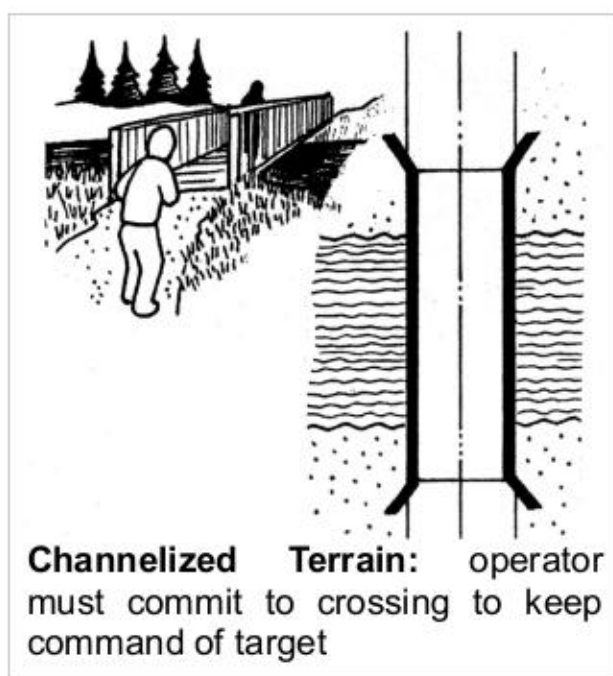 Channelized Terrain: operator
must commit to crossing to keep
command of target